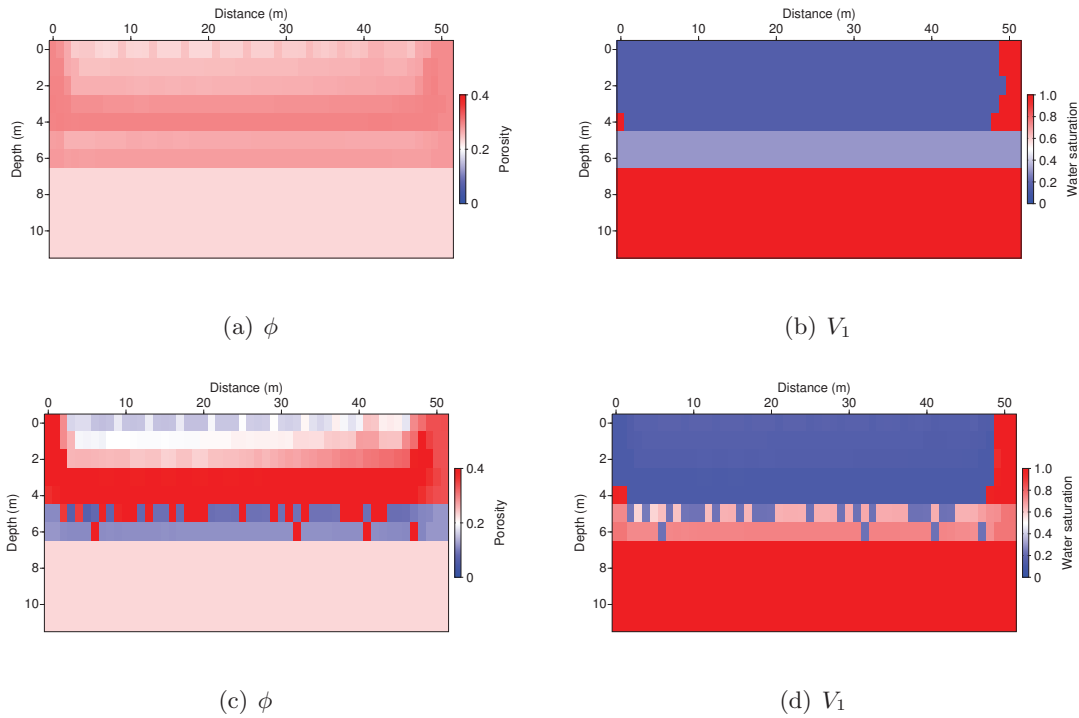 Distance (m)
0 10 20 30 40 50
0
2
4
6
8
10
Depth (m)
0.4
0.2
0
Porosity
(a) ϕ
Distance (m)
0 10 20 30 40 50
0
2
4
6
8
10
Depth (m)
1.0
0.8
0.6
0.4
0.2
0
Water saturation
(b) V₁
Distance (m)
0 10 20 30 40 50
0
2
4
6
8
10
Depth (m)
0.4
0.2
0
Porosity
(c) ϕ
Distance (m)
0 10 20 30 40 50
0
2
4
6
8
10
Depth (m)
1.0
0.8
0.6
0.4
0.2
0
Water saturation
(d) V₁